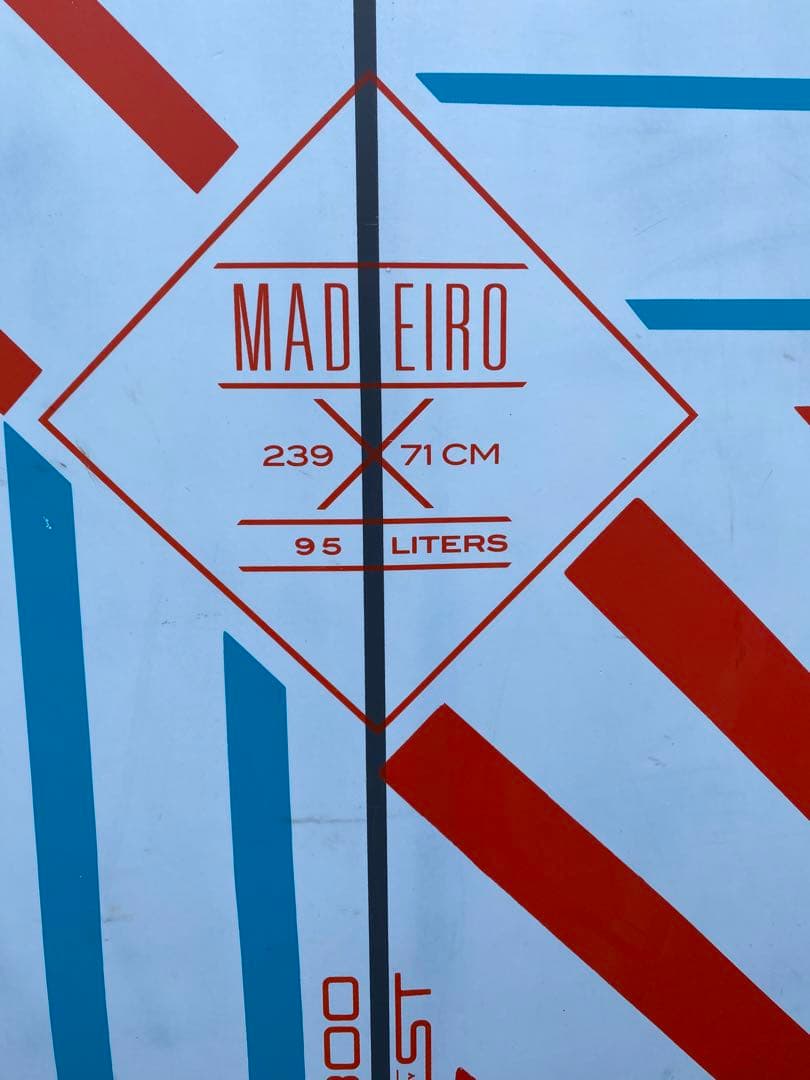 MADEIRO
239 X 71 CM
95 LITERS